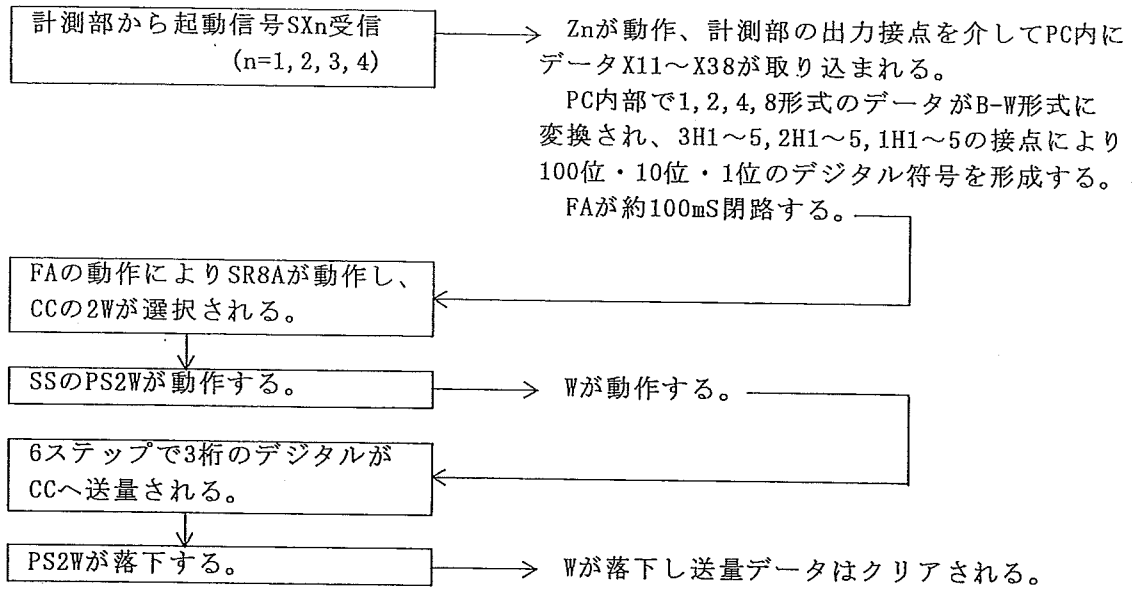 計測部から起動信号SXn受信
(n=1,2,3,4)
Znが動作、計測部の出力接点を介してPC内に
データX11～X38が取り込まれる。
PC内部で1,2,4,8形式のデータがB-W形式に
変換され、3H1～5,2H1～5,1H1～5の接点により
100位・10位・1位のデジタル符号を形成する。
FAが約100mS閉路する。
FAの動作によりSR8Aが動作し、
CCの2Wが選択される。
SSのPS2Wが動作する。
Wが動作する。
6ステップで3桁のデジタルが
CCへ送量される。
PS2Wが落下する。
Wが落下し送量データはクリアされる。